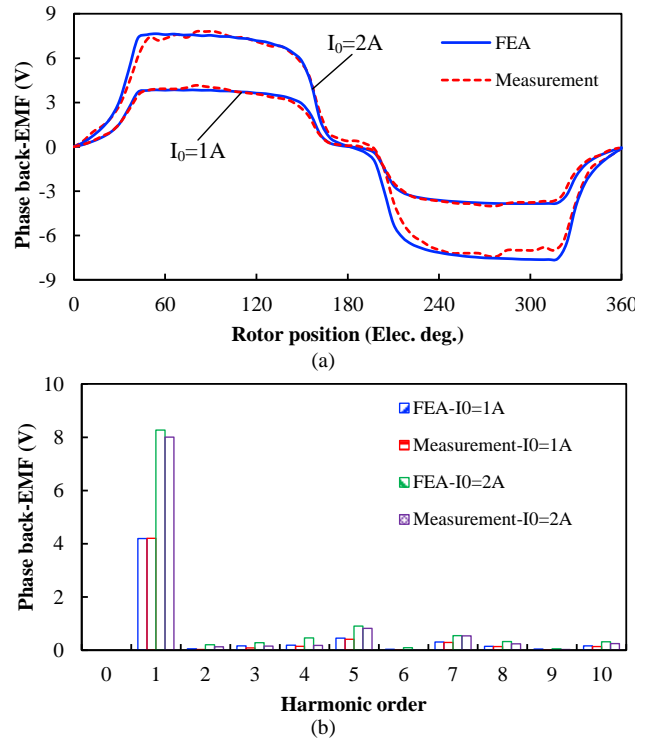 9
6
3
0
-3
-6
-9
Phase back-EMF (V)
I₀=2A
I₀=1A
FEA
Measurement
0 60 120 180 240 300 360
Rotor position (Elec. deg.)
(a)
10
8
6
4
2
0
Phase back-EMF (V)
FEA-I0=1A
Measurement-I0=1A
FEA-I0=2A
Measurement-I0=2A
0 1 2 3 4 5 6 7 8 9 10
Harmonic order
(b)